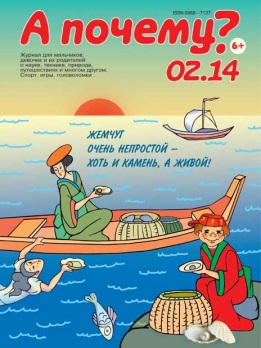 ISSN 0868-7137
А почему?
6+
02.14
Журнал для мальчиков,
девочек и их родителей
о науке, технике, природе,
путешествиях и многом другом.
Спорт, игры, головоломки
ЖЕМЧУГ
ОЧЕНЬ НЕПРОСТОЙ –
ХОТЬ И КАМЕНЬ, А ЖИВОЙ!